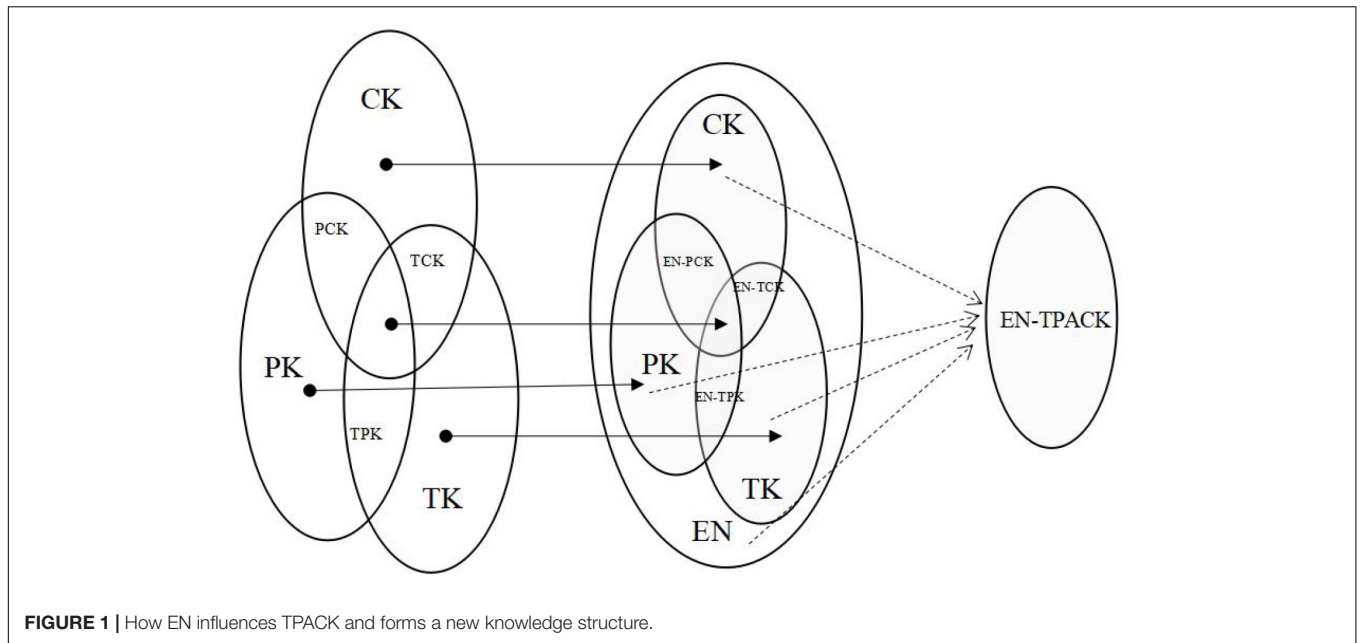 CK
PCK
TCK
PK
TPK
TK
CK
EN-PCK
EN-TCK
PK
EN-TPK
TK
EN
EN-TPACK
FIGURE 1 | How EN influences TPACK and forms a new knowledge structure.